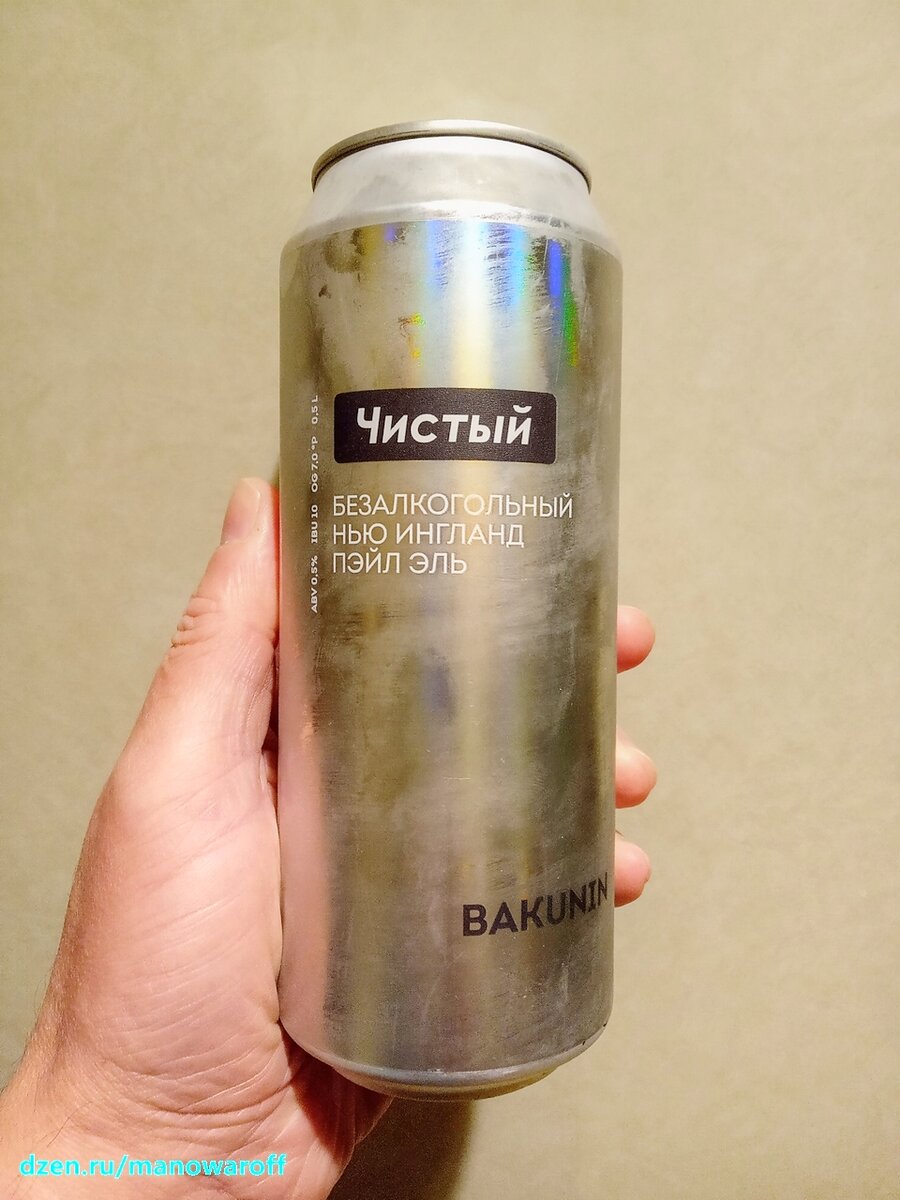 Чистый
БЕЗАЛКОГОЛЬНЫЙ
НЬЮ ИНГЛАНД
ПЭЙЛ ЭЛЬ
ABV 0,5% IBU 10 OG 7.0 °P 0,5 L
BAKUNIN
dzen.ru/manowaroff